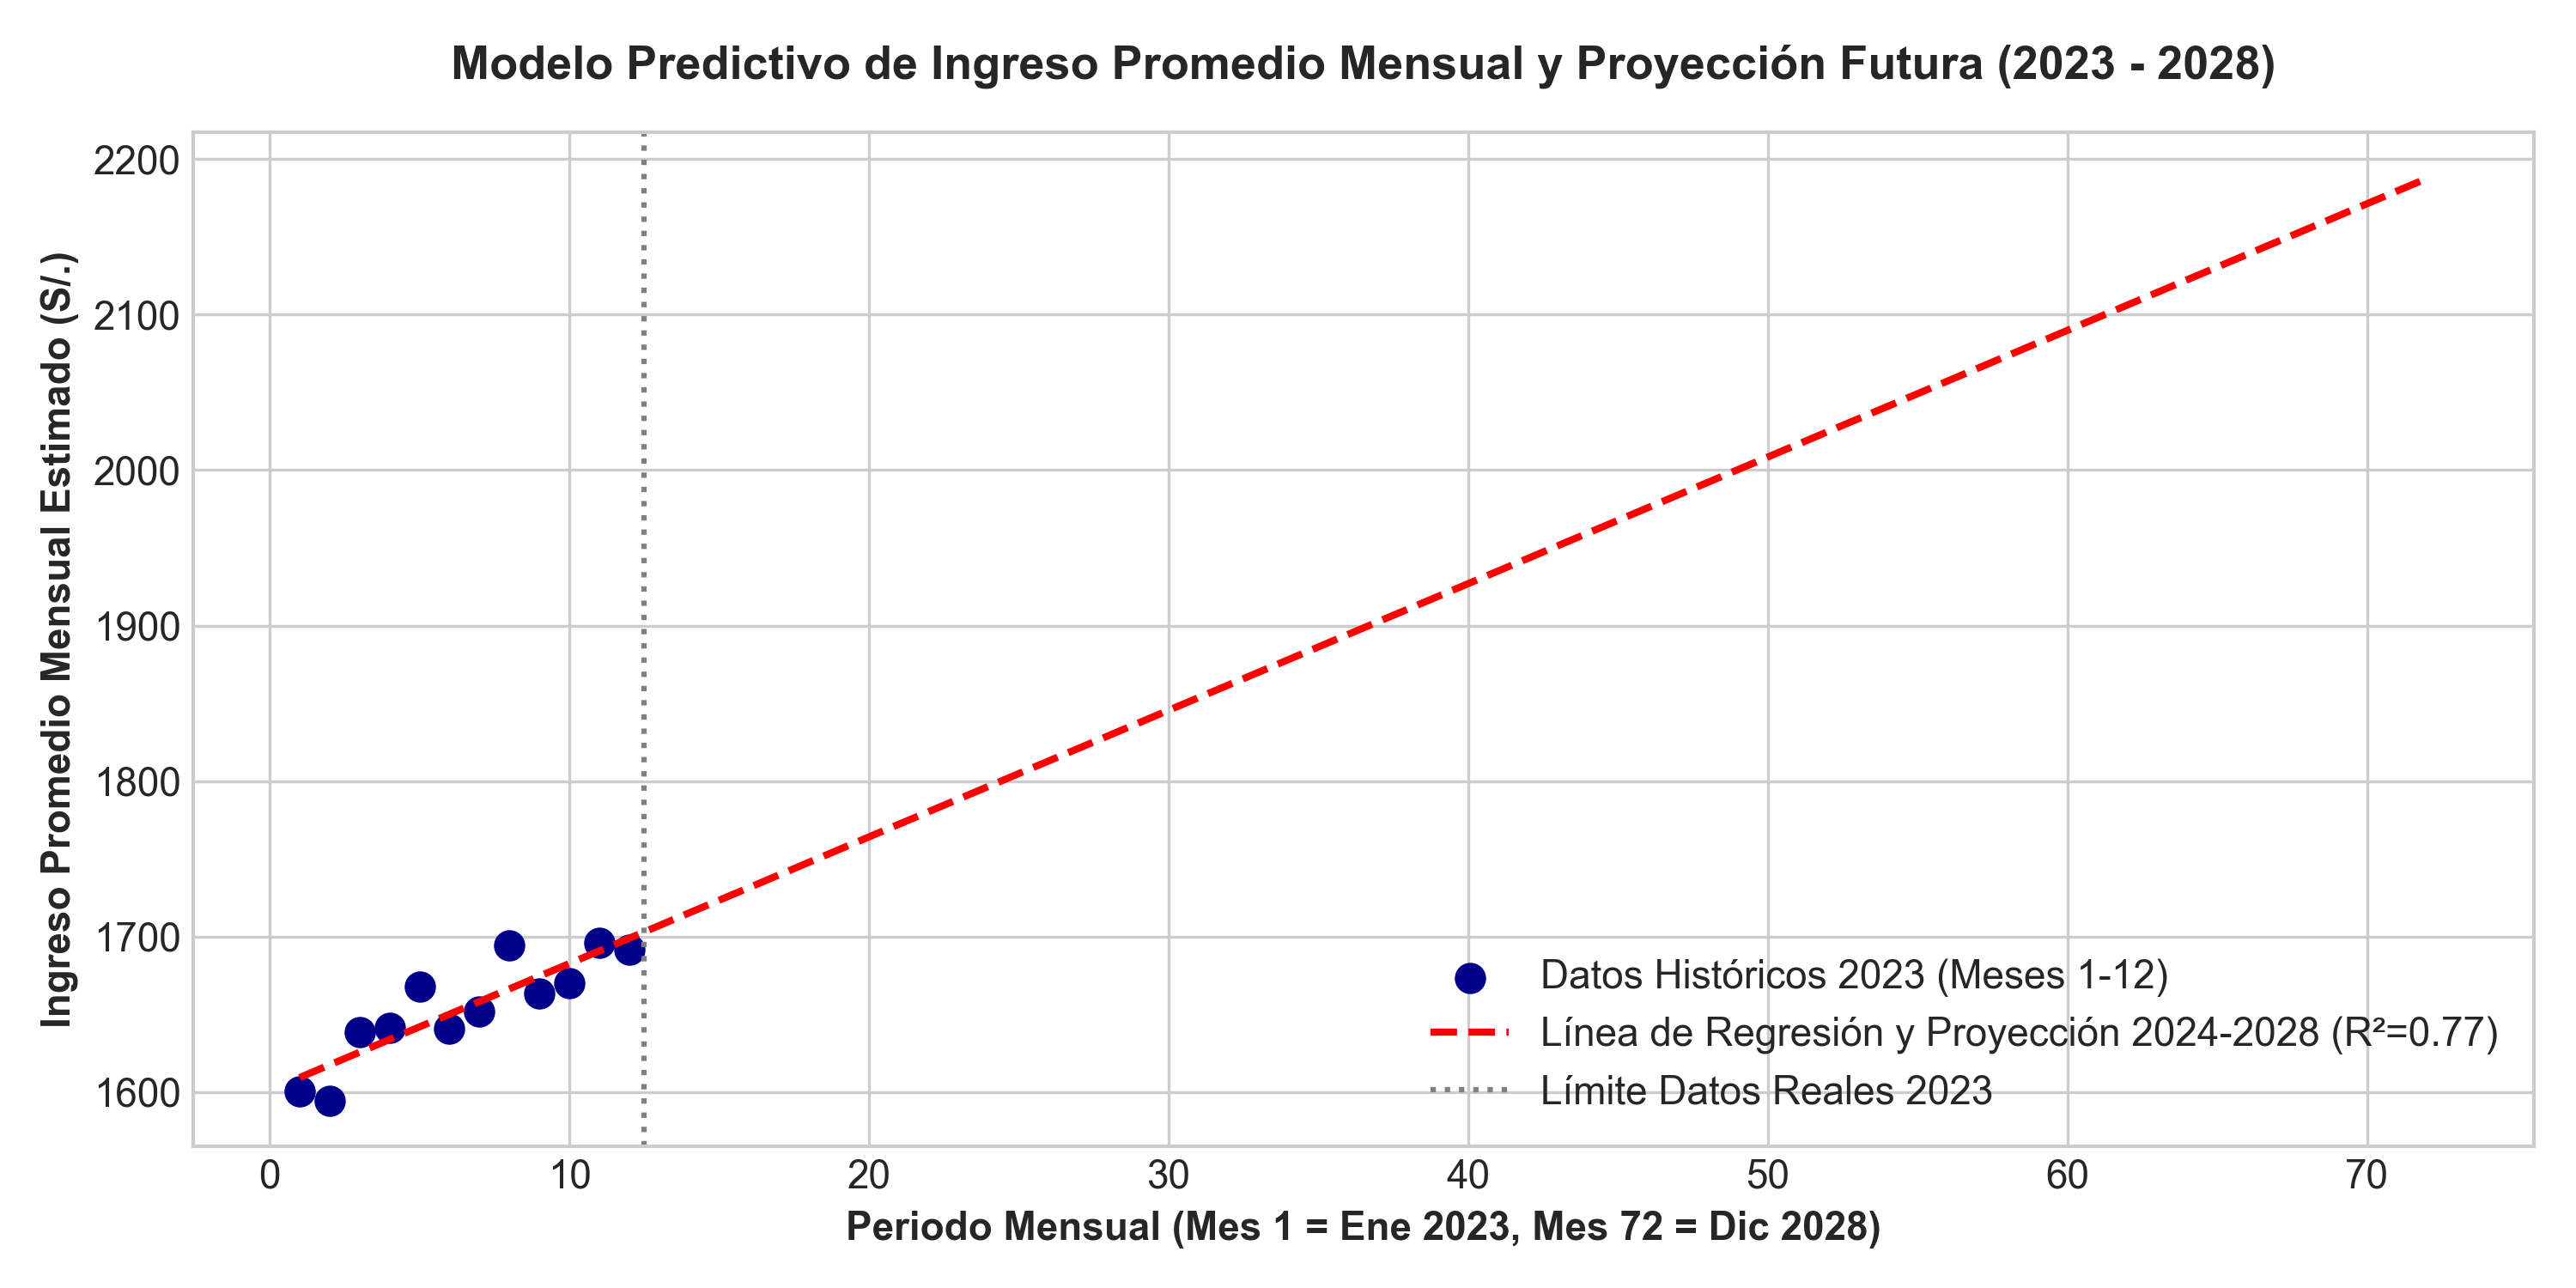 Modelo Predictivo de Ingreso Promedio Mensual y Proyección Futura (2023 - 2028)
Ingreso Promedio Mensual Estimado (S/.)
2200
2100
2000
1900
1800
1700
1600
Datos Históricos 2023 (Meses 1-12)
Línea de Regresión y Proyección 2024-2028 (R²=0.77)
Límite Datos Reales 2023
0 10 20 30 40 50 60 70
Periodo Mensual (Mes 1 = Ene 2023, Mes 72 = Dic 2028)